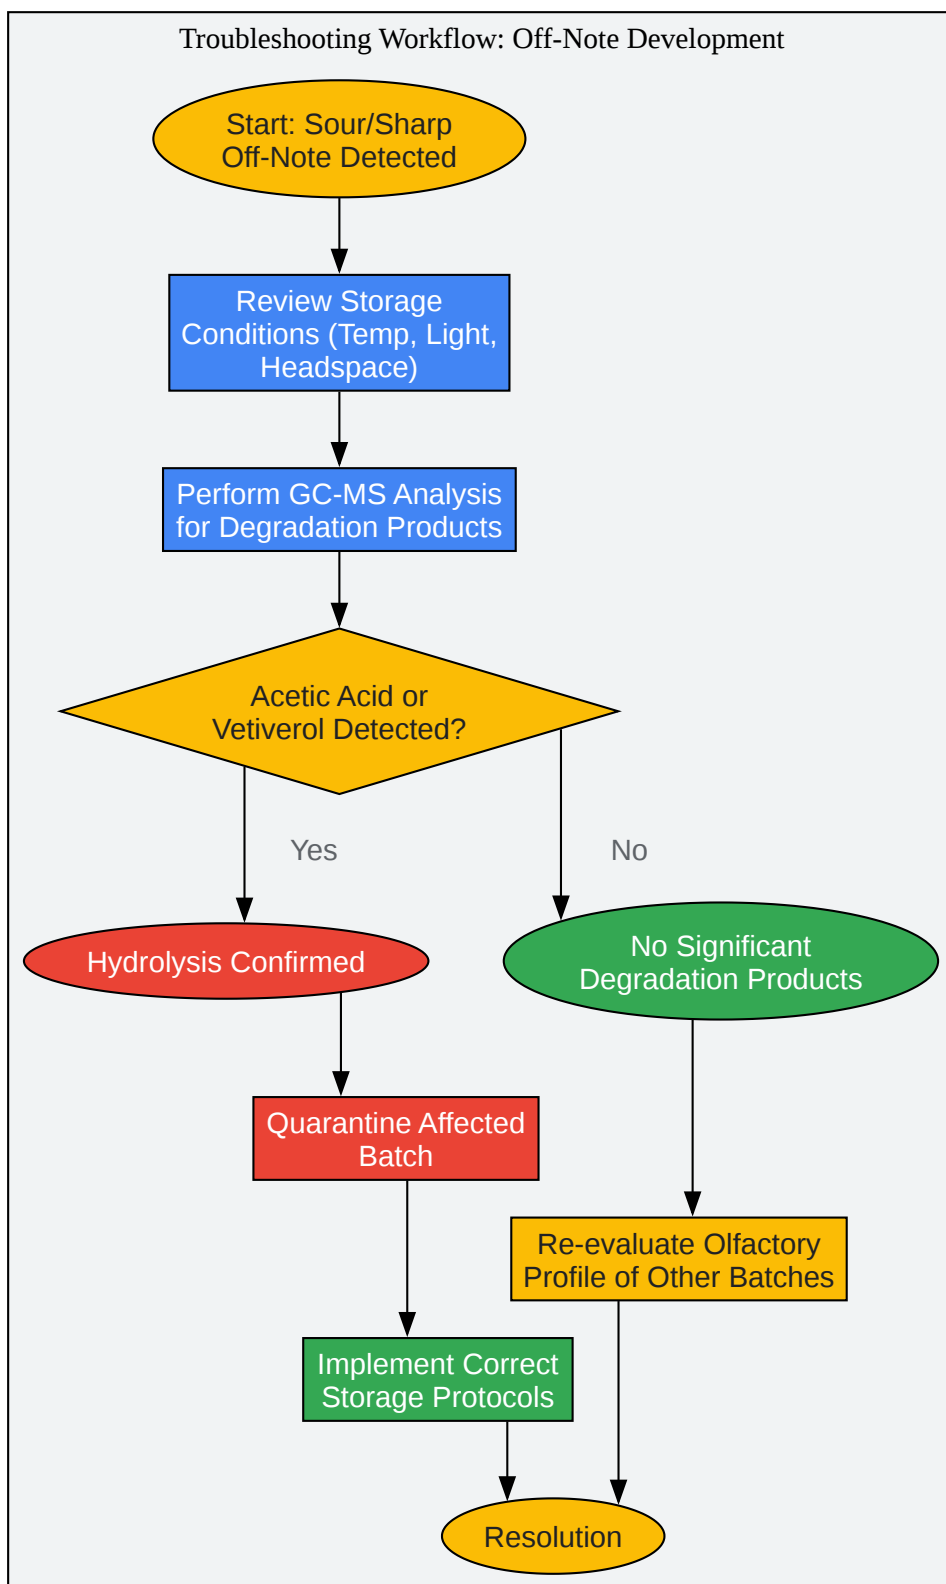 Troubleshooting Workflow: Off-Note Development
Start: Sour/Sharp
Off-Note Detected
Review Storage
Conditions (Temp, Light,
Headspace)
Perform GC-MS Analysis
for Degradation Products
Acetic Acid or
Vetiverol Detected?
Yes
No
Hydrolysis Confirmed
No Significant
Degradation Products
Quarantine Affected
Batch
Re-evaluate Olfactory
Profile of Other Batches
Implement Correct
Storage Protocols
Resolution